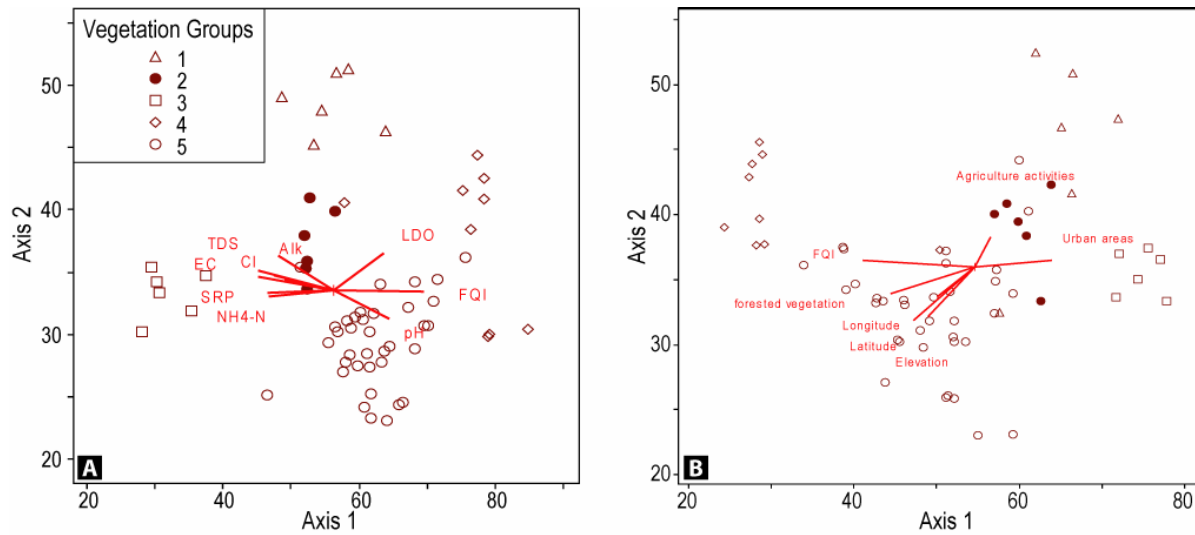 Vegetation Groups
1
2
3
4
5
50
40
30
20
Axis 2
TDS
Alk
LDO
EC
Cl
SRP
FQI
NH4-N
pH
A
20
40
60
80
Axis 1
50
40
30
20
Axis 2
Agriculture activities
Urban areas
FQI
forested vegetation
Longitude
Latitude
Elevation
B
20
40
60
80
Axis 1